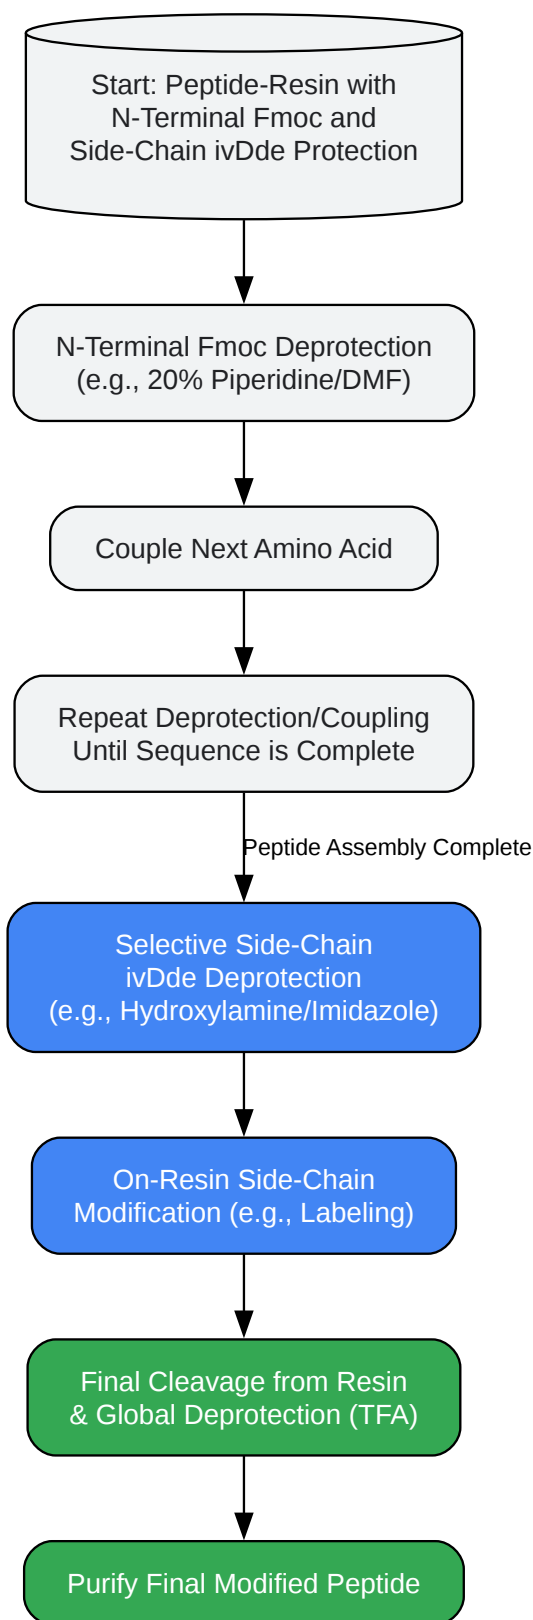 Start: Peptide-Resin with
N-Terminal Fmoc and
Side-Chain ivDde Protection
N-Terminal Fmoc Deprotection
(e.g., 20% Piperidine/DMF)
Couple Next Amino Acid
Repeat Deprotection/Coupling
Until Sequence is Complete
Peptide Assembly Complete
Selective Side-Chain
ivDde Deprotection
(e.g., Hydroxylamine/Imidazole)
On-Resin Side-Chain
Modification (e.g., Labeling)
Final Cleavage from Resin
& Global Deprotection (TFA)
Purify Final Modified Peptide